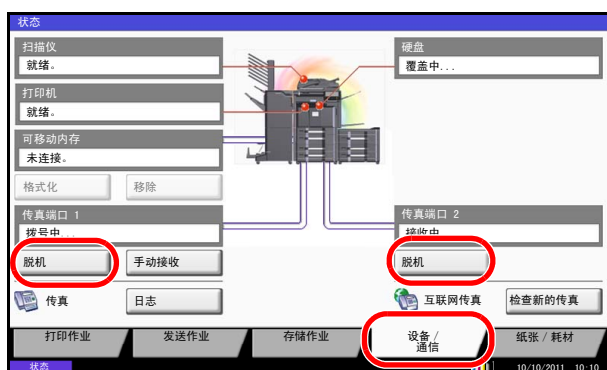 状态
扫描仪
就绪。
硬盘
覆盖中...
打印机
就绪。
可移动内存
未连接。
格式化 移除
传真端口 1
拨号中...
传真端口 2
接收中...
脱机 手动接收 脱机
传真 日志 互联网传真 检查新的传真
打印作业 发送作业 存储作业 设备/
通信 纸张/耗材
状态 10/10/2011 10:10